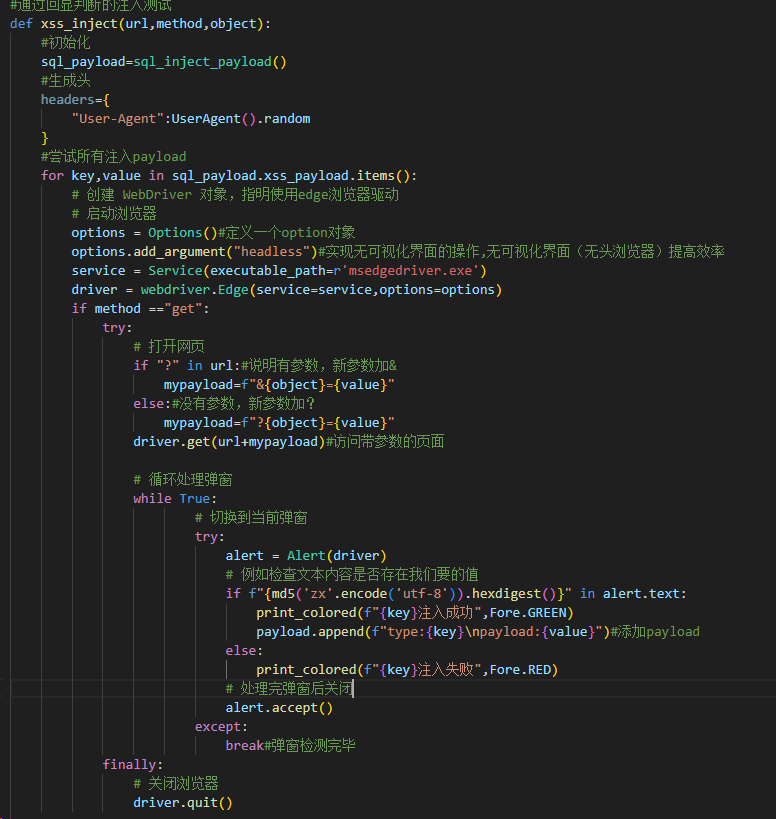 #通过回显判断的注入测试
def xss_inject(url,method,object):
#初始化
sql_payload=sql_inject_payload()
#生成头
headers={
"User-Agent":UserAgent().random
}
#尝试所有注入payload
for key,value in sql_payload.xss_payload.items():
# 创建 WebDriver 对象，指明使用edge浏览器驱动
# 启动浏览器
options = Options()#定义一个option对象
options.add_argument("headless")#实现无可视化界面的操作,无可视化界面（无头浏览器）提高效率
service = Service(executable_path=r'msedgedriver.exe')
driver = webdriver.Edge(service=service,options=options)
if method =="get":
try:
# 打开网页
if "?" in url:#说明有参数，新参数加&
mypayload=f"&{object}={value}"
else:#没有参数，新参数加？
mypayload=f"?{object}={value}"
driver.get(url+mypayload)#访问带参数的页面
# 循环处理弹窗
while True:
# 切换到当前弹窗
try:
alert = Alert(driver)
# 例如检查文本内容是否存在我们要的值
if f"{md5('zx'.encode('utf-8')).hexdigest()}" in alert.text:
print_colored(f"{key}注入成功",Fore.GREEN)
payload.append(f"type:{key}\npayload:{value}")#添加payload
else:
print_colored(f"{key}注入失败",Fore.RED)
# 处理完弹窗后关闭
alert.accept()
except:
break#弹窗检测完毕
finally:
# 关闭浏览器
driver.quit()